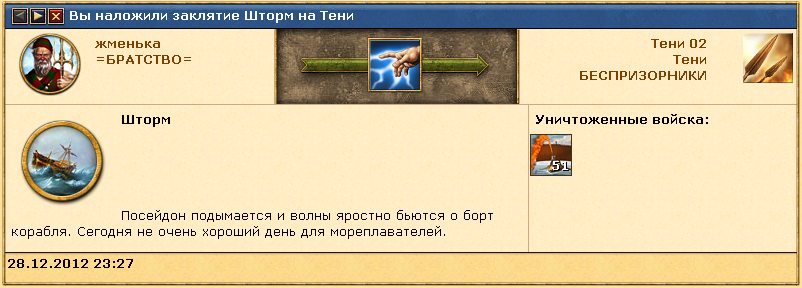 Вы наложили заклятие Шторм на Тени
жменька
=БРАТСТВО=
Тени 02
Тени
БЕСПРИЗОРНИКИ
Шторм
Посейдон подымается и волны яростно бьются о борт
корабля. Сегодня не очень хороший день для мореплавателей.
Уничтоженные войска:
51
28.12.2012 23:27